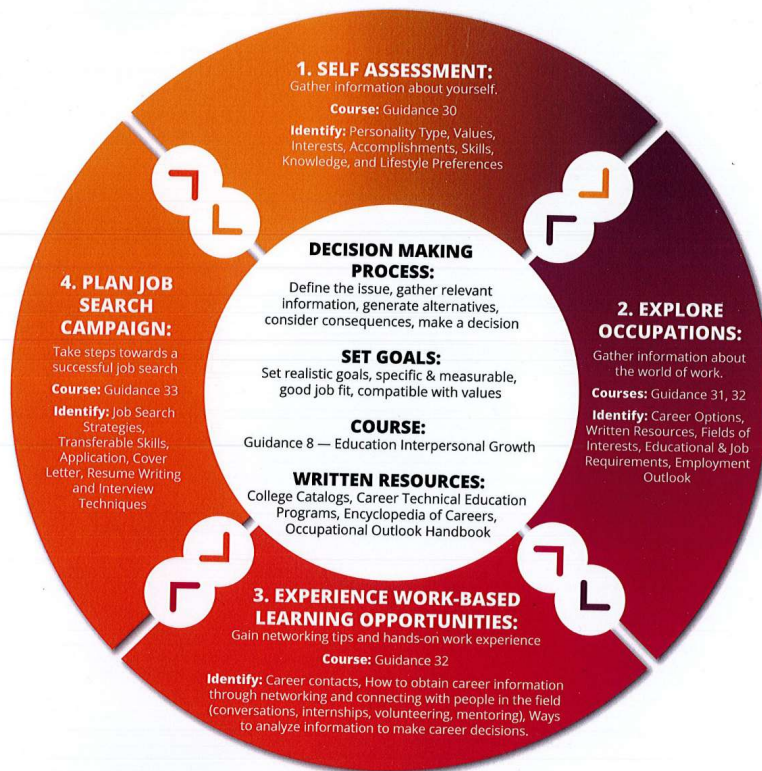 1. SELF ASSESSMENT:
Gather information about yourself.
Course: Guidance 30
Identify: Personality Type, Values,
Interests, Accomplishments, Skills,
Knowledge, and Lifestyle Preferences
2. EXPLORE
OCCUPATIONS:
Gather information about
the world of work.
Courses: Guidance 31, 32
Identify: Career Options,
Written Resources, Fields of
Interests, Educational & Job
Requirements, Employment
Outlook
3. EXPERIENCE WORK-BASED
LEARNING OPPORTUNITIES:
Gain networking tips and hands-on work experience
Course: Guidance 32
Identify: Career contacts, How to obtain career information
through networking and connecting with people in the field
(conversations, internships, volunteering, mentoring), Ways
to analyze information to make career decisions.
4. PLAN JOB
SEARCH
CAMPAIGN:
Take steps towards a
successful job search
Course: Guidance 33
Identify: Job Search
Strategies,
Transferable Skills,
Application, Cover
Letter, Resume Writing
and Interview
Techniques
DECISION MAKING
PROCESS:
Define the issue, gather relevant
information, generate alternatives,
consider consequences, make a decision
SET GOALS:
Set realistic goals, specific & measurable,
good job fit, compatible with values
COURSE:
Guidance 8 — Education Interpersonal Growth
WRITTEN RESOURCES:
College Catalogs, Career Technical Education
Programs, Encyclopedia of Careers,
Occupational Outlook Handbook